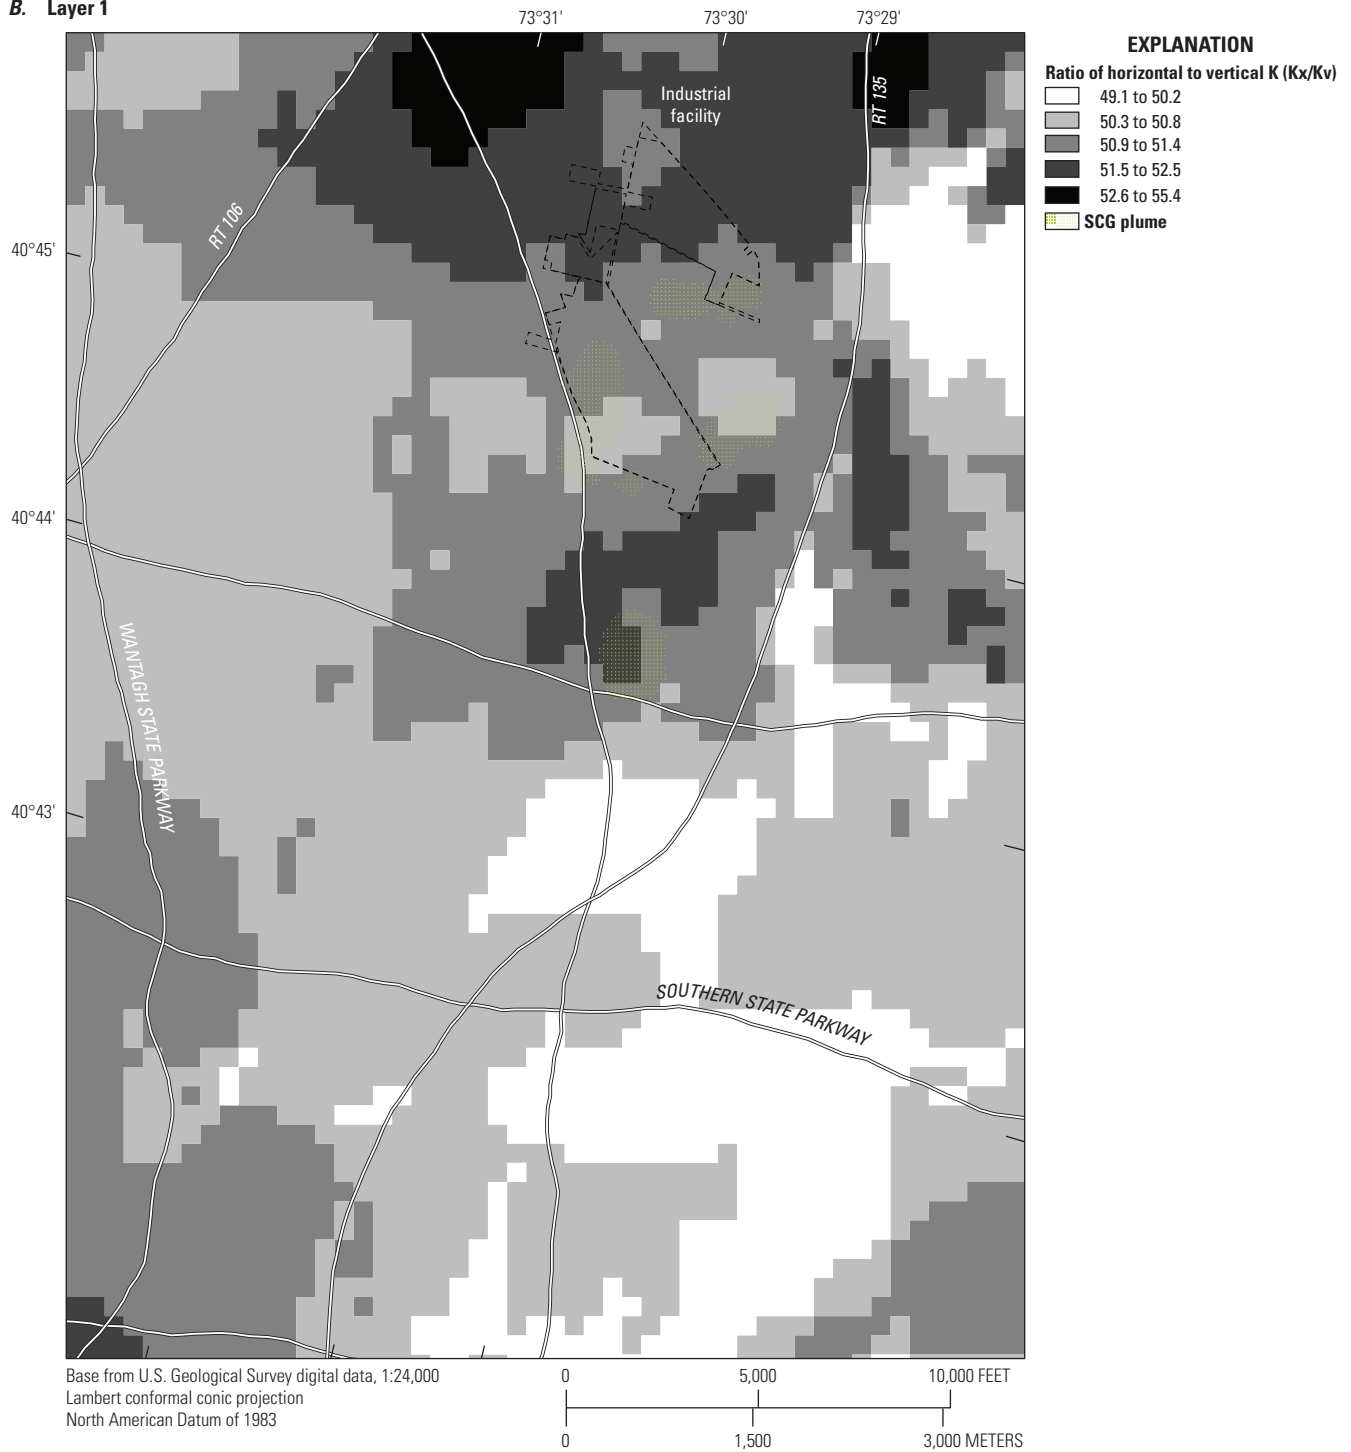 B. Layer 1
73°31'
73°30'
73°29'
EXPLANATION
Ratio of horizontal to vertical K (Kx/Kv)
49.1 to 50.2
50.3 to 50.8
50.9 to 51.4
51.5 to 52.5
52.6 to 55.4
SCG plume
Industrial
facility
RT 135
RT 106
40°45'
40°44'
40°43'
WANTAGH STATE PARKWAY
SOUTHERN STATE PARKWAY
Base from U.S. Geological Survey digital data, 1:24,000
Lambert conformal conic projection
North American Datum of 1983
0 5,000 10,000 FEET
0 1,500 3,000 METERS